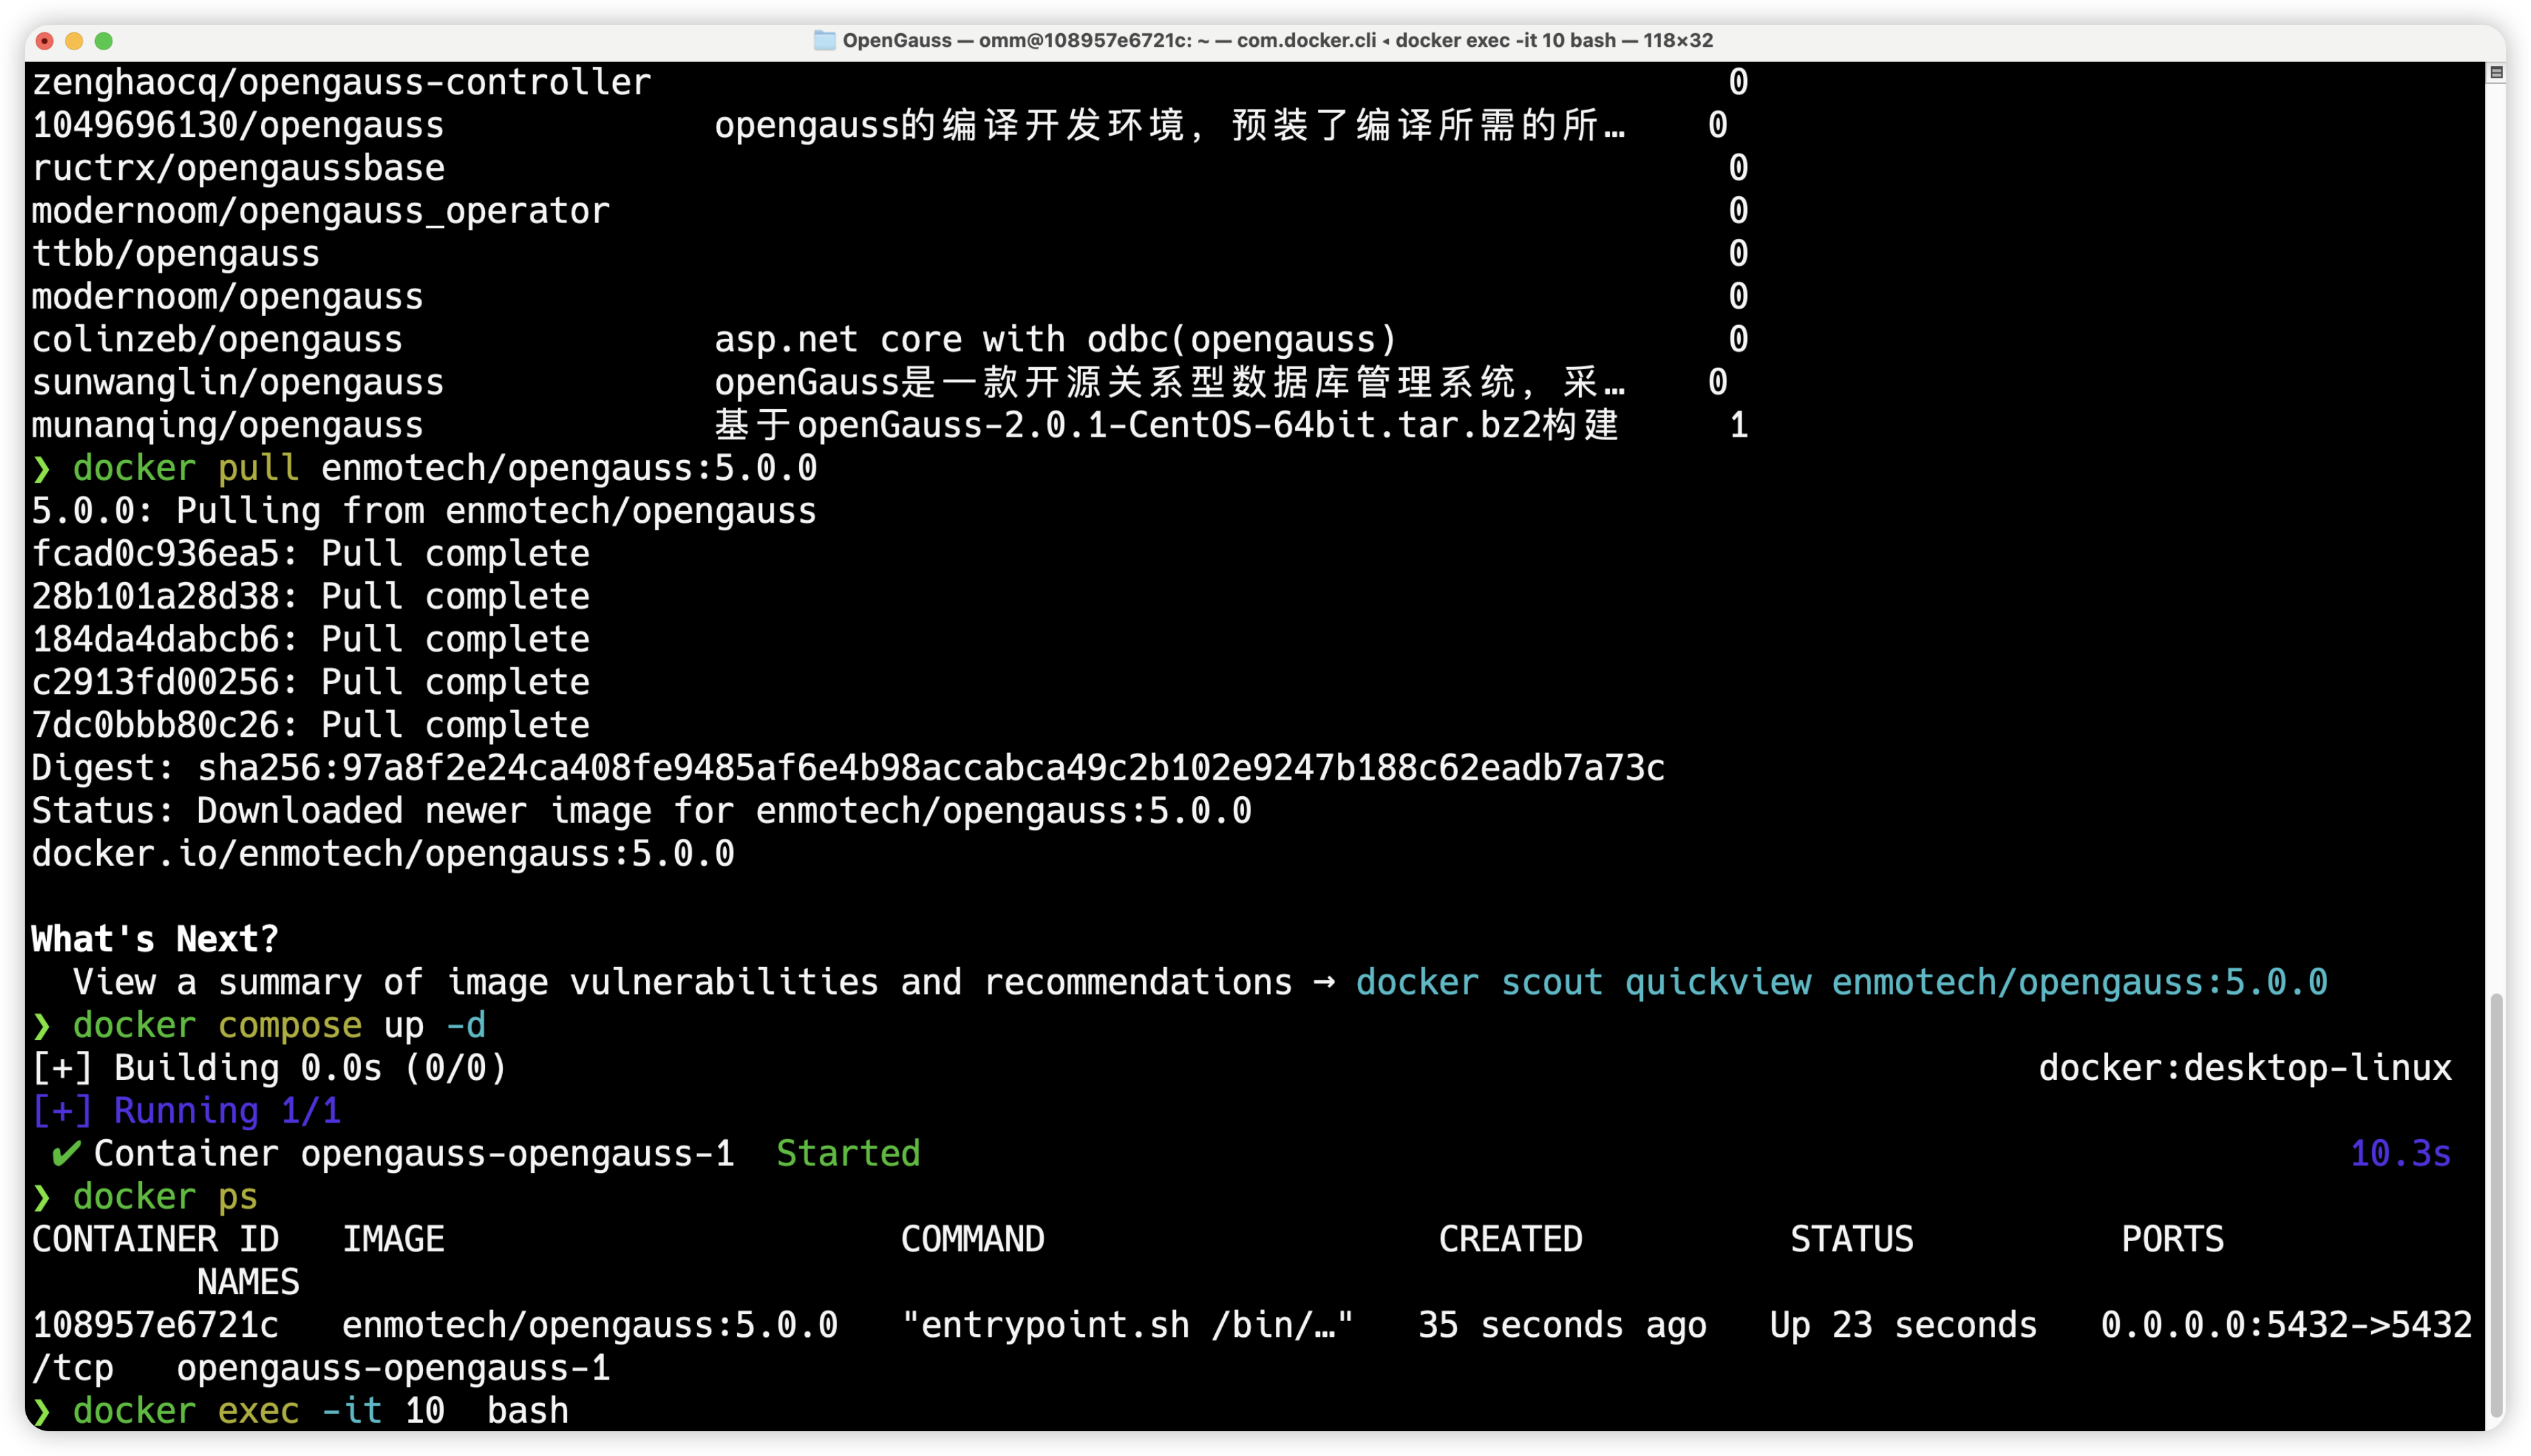 OpenGauss — omm@108957e6721c: ~ — com.docker.cli ◂ docker exec -it 10 bash — 118×32
zenghaocq/opengauss-controller 0
1049696130/opengauss opengauss的编译开发环境，预装了编译所需的所… 0
ructrx/opengaussbase 0
modernoom/opengauss_operator 0
ttbb/opengauss 0
modernoom/opengauss 0
colinzeb/opengauss asp.net core with odbc(opengauss) 0
sunwanglin/opengauss openGauss是一款开源关系型数据库管理系统，采… 0
munanqing/opengauss 基于openGauss-2.0.1-CentOS-64bit.tar.bz2构建 1
❯ docker pull enmotech/opengauss:5.0.0
5.0.0: Pulling from enmotech/opengauss
fcad0c936ea5: Pull complete
28b101a28d38: Pull complete
184da4dabcb6: Pull complete
c2913fd00256: Pull complete
7dc0bbb80c26: Pull complete
Digest: sha256:97a8f2e24ca408fe9485af6e4b98accabca49c2b102e9247b188c62eadb7a73c
Status: Downloaded newer image for enmotech/opengauss:5.0.0
docker.io/enmotech/opengauss:5.0.0
What's Next?
View a summary of image vulnerabilities and recommendations → docker scout quickview enmotech/opengauss:5.0.0
❯ docker compose up -d
[+] Building 0.0s (0/0) docker:desktop-linux
[+] Running 1/1
✔ Container opengauss-opengauss-1 Started 10.3s
❯ docker ps
CONTAINER ID IMAGE COMMAND CREATED STATUS PORTS
NAMES
108957e6721c enmotech/opengauss:5.0.0 "entrypoint.sh /bin/…" 35 seconds ago Up 23 seconds 0.0.0.0:5432->5432
/tcp opengauss-opengauss-1
❯ docker exec -it 10 bash